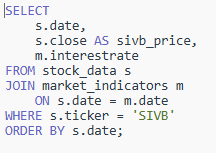 SELECT
    s.date,
    s.close AS sivb_price,
    m.interestrate
FROM stock_data s
JOIN market_indicators m
    ON s.date = m.date
WHERE s.ticker = 'SIVB'
ORDER BY s.date;